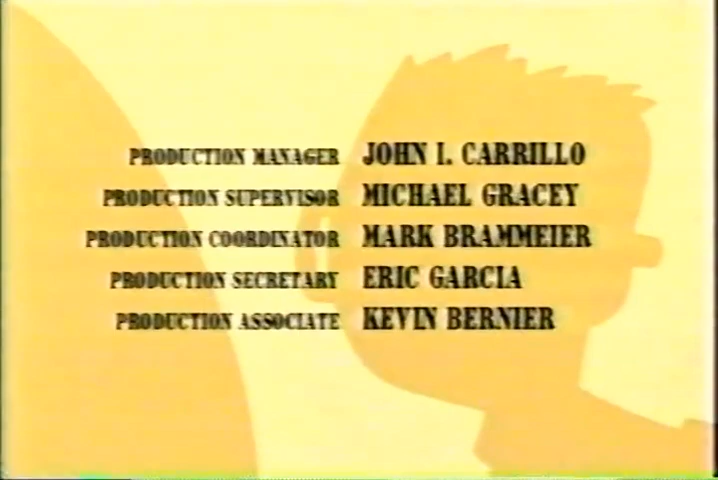 PRODUCTION MANAGER JOHN I. CARRILLO
PRODUCTION SUPERVISOR MICHAEL GRACEY
PRODUCTION COORDINATOR MARK BRAMMEIER
PRODUCTION SECRETARY ERIC GARCIA
PRODUCTION ASSOCIATE KEVIN BERNIER